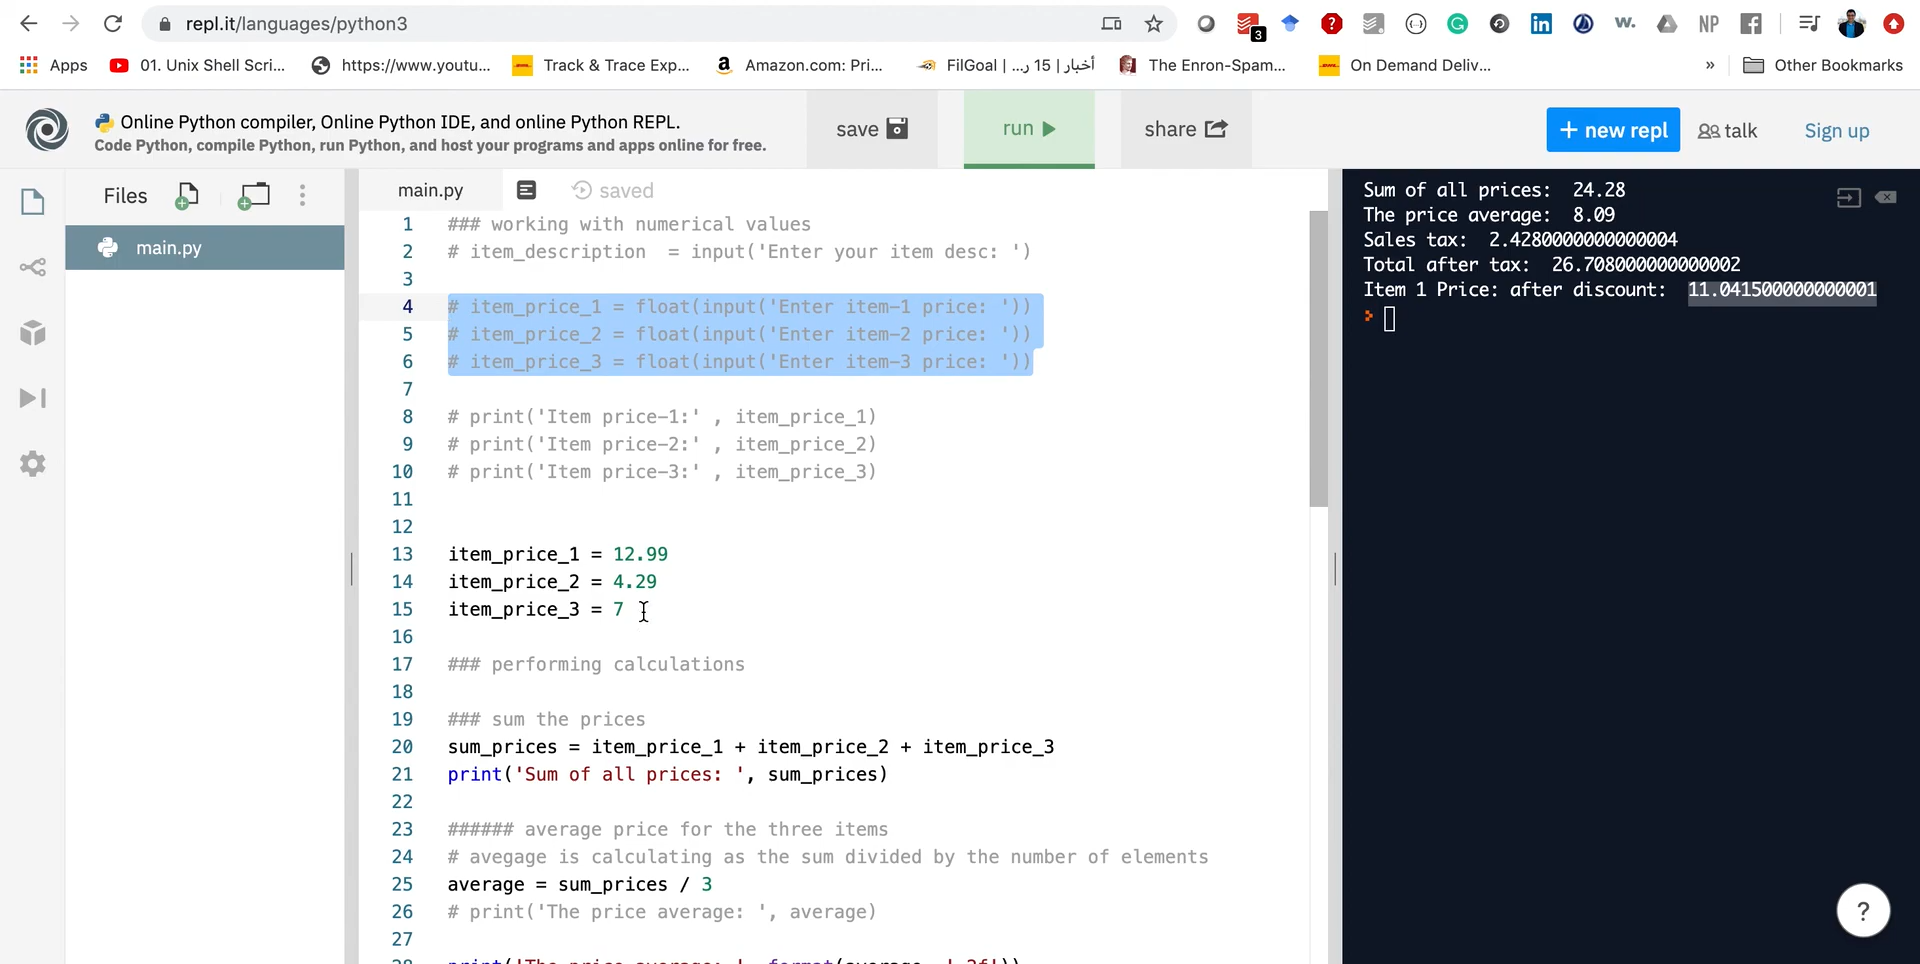 repl.it/languages/python3
3
NP
Apps
01. Unix Shell Scri...
https://www.youtu...
Track & Trace Exp...
Amazon.com: Pri...
FilGoal | ...أخبار | 15 ر
The Enron-Spam...
On Demand Deliv...
»
Other Bookmarks
Online Python compiler, Online Python IDE, and online Python REPL.
Code Python, compile Python, run Python, and host your programs and apps online for free.
save
run
share
+ new repl
talk
Sign up
Files
main.py
main.py
saved
1 ### working with numerical values
2 # item_description  = input('Enter your item desc: ')
3
4 # item_price_1 = float(input('Enter item-1 price: '))
5 # item_price_2 = float(input('Enter item-2 price: '))
6 # item_price_3 = float(input('Enter item-3 price: '))
7
8 # print('Item price-1:' , item_price_1)
9 # print('Item price-2:' , item_price_2)
10 # print('Item price-3:' , item_price_3)
11
12
13 item_price_1 = 12.99
14 item_price_2 = 4.29
15 item_price_3 = 7
16
17 ### performing calculations
18
19 ### sum the prices
20 sum_prices = item_price_1 + item_price_2 + item_price_3
21 print('Sum of all prices: ', sum_prices)
22
23 ###### average price for the three items
24 # avegage is calculating as the sum divided by the number of elements
25 average = sum_prices / 3
26 # print('The price average: ', average)
27
Sum of all prices:  24.28
The price average:  8.09
Sales tax:  2.4280000000000004
Total after tax:  26.708000000000002
Item 1 Price: after discount:  11.041500000000001
?